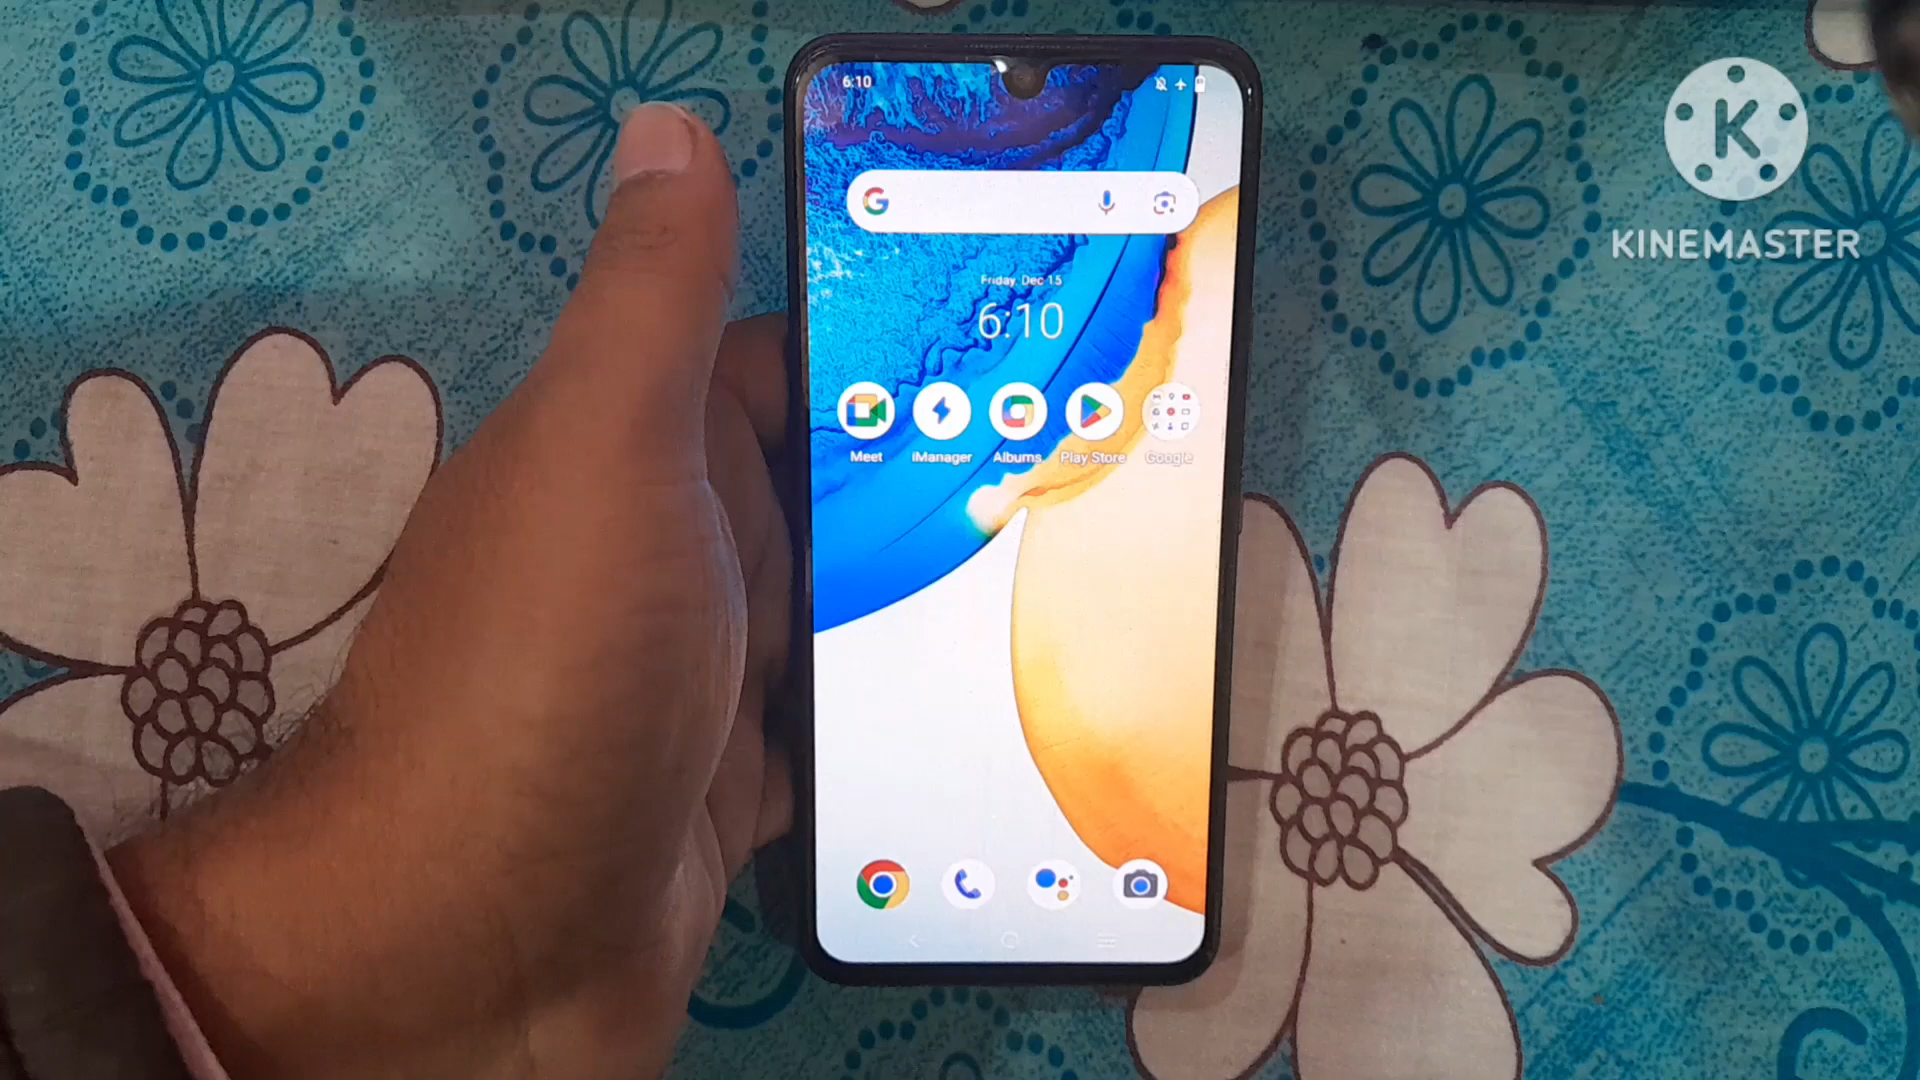 6:10
Friday, Dec 15
6:10
Meet iManager Albums Play Store Google
K
KINEMASTER